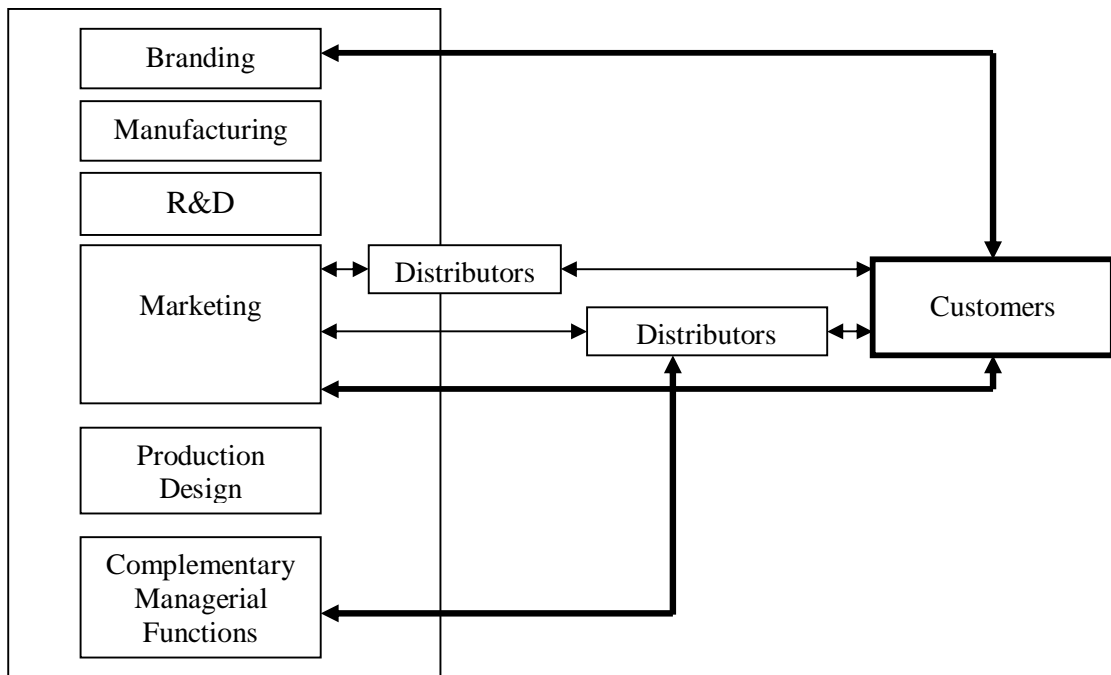 Branding
Manufacturing
R&D
Marketing
Distributors
Distributors
Customers
Production
Design
Complementary
Managerial
Functions